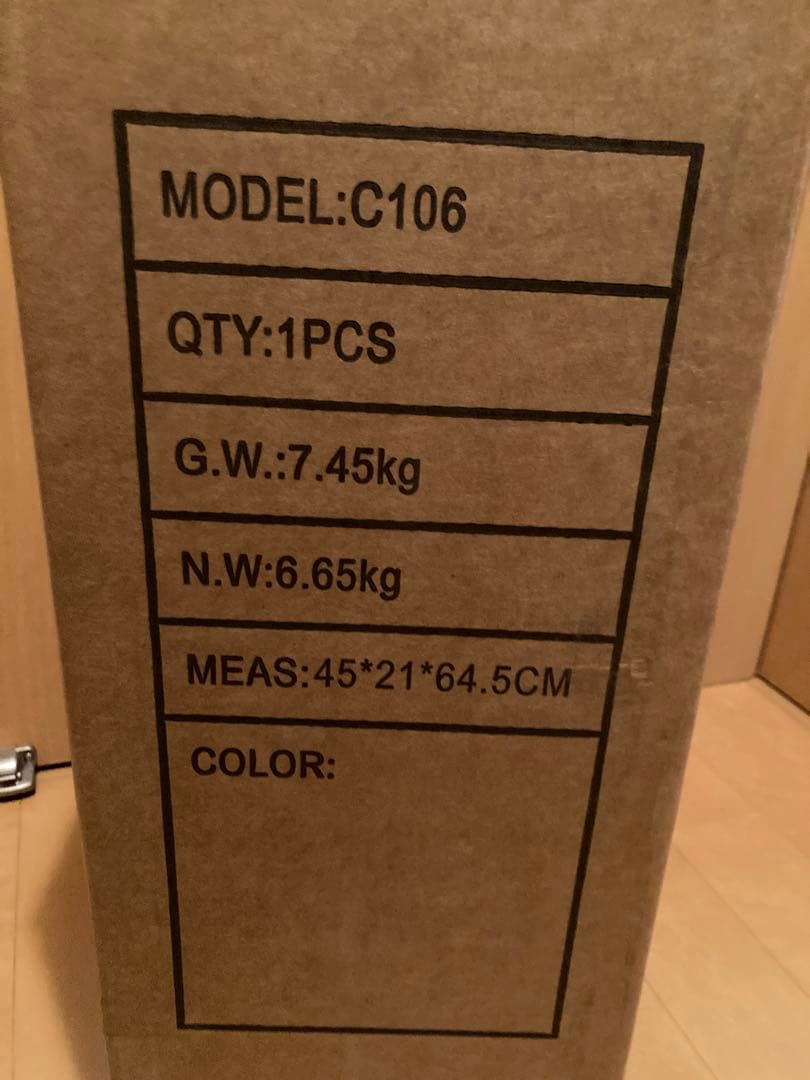 MODEL:C106
QTY:1PCS
G.W.:7.45kg
N.W:6.65kg
MEAS:45*21*64.5CM
COLOR: